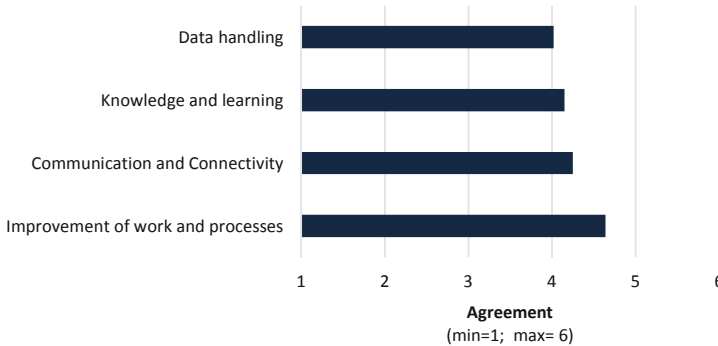 Data handling
Knowledge and learning
Communication and Connectivity
Improvement of work and processes
1 2 3 4 5 6
Agreement
(min=1; max= 6)